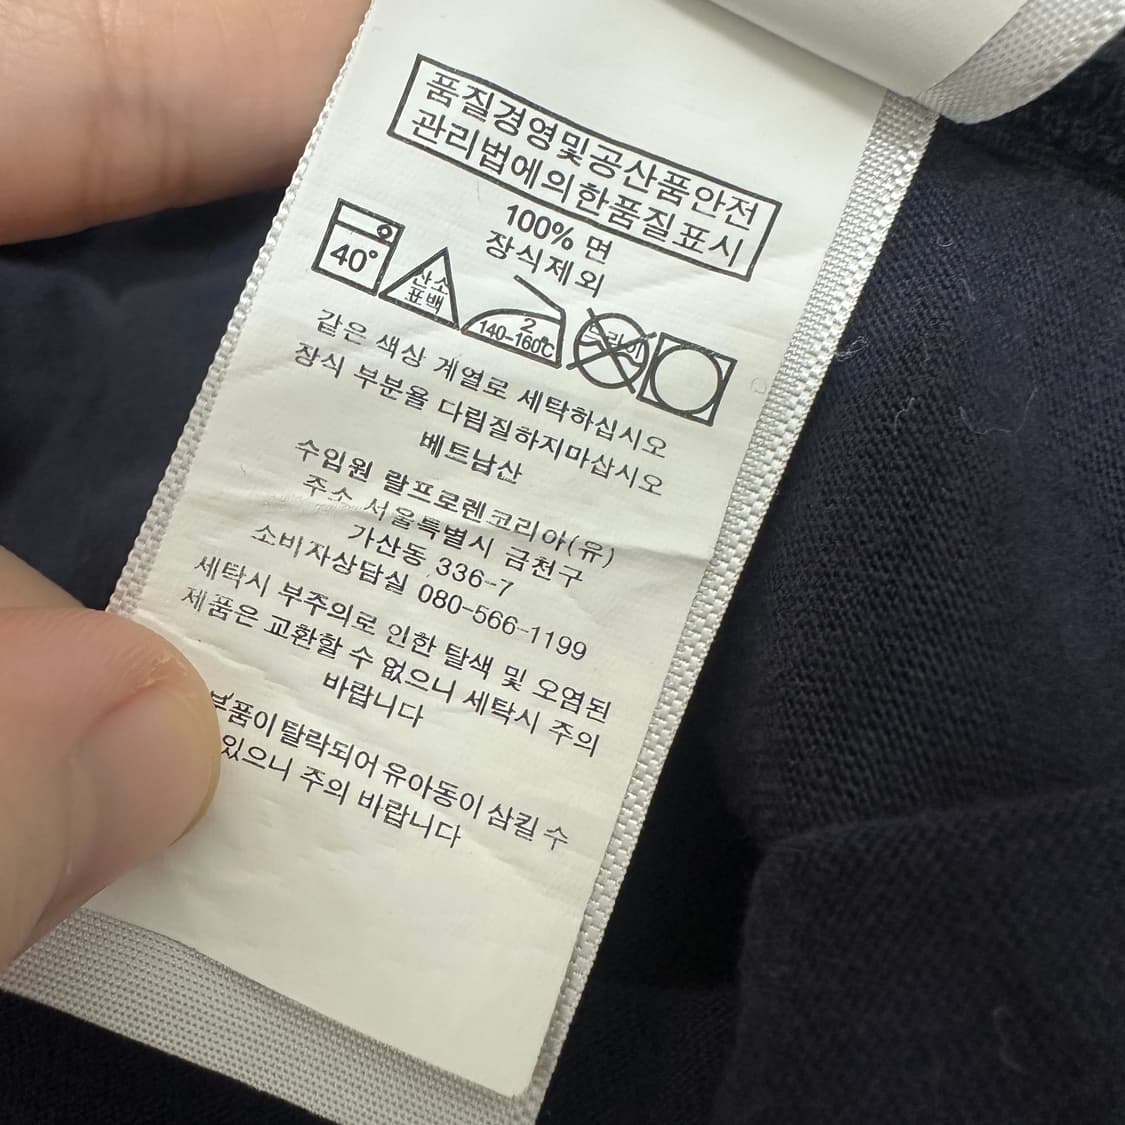 품질경영및공산품안전
관리법에의한품질표시
100% 면
장식제외
40°
산소
표백
2
140-160℃
드라이
같은 색상 계열로 세탁하십시오
장식 부분율 다림질하지마십시오
베트남산
수입원 랄프로렌코리아(유)
주소 서울특별시 금천구
가산동 336-7
소비자상담실 080-566-1199
세탁시 부주의로 인한 탈색 및 오염된
제품은 교환할 수 없으니 세탁시 주의
바랍니다
부품이 탈락되어 유아동이 삼킬 수
있으니 주의 바랍니다